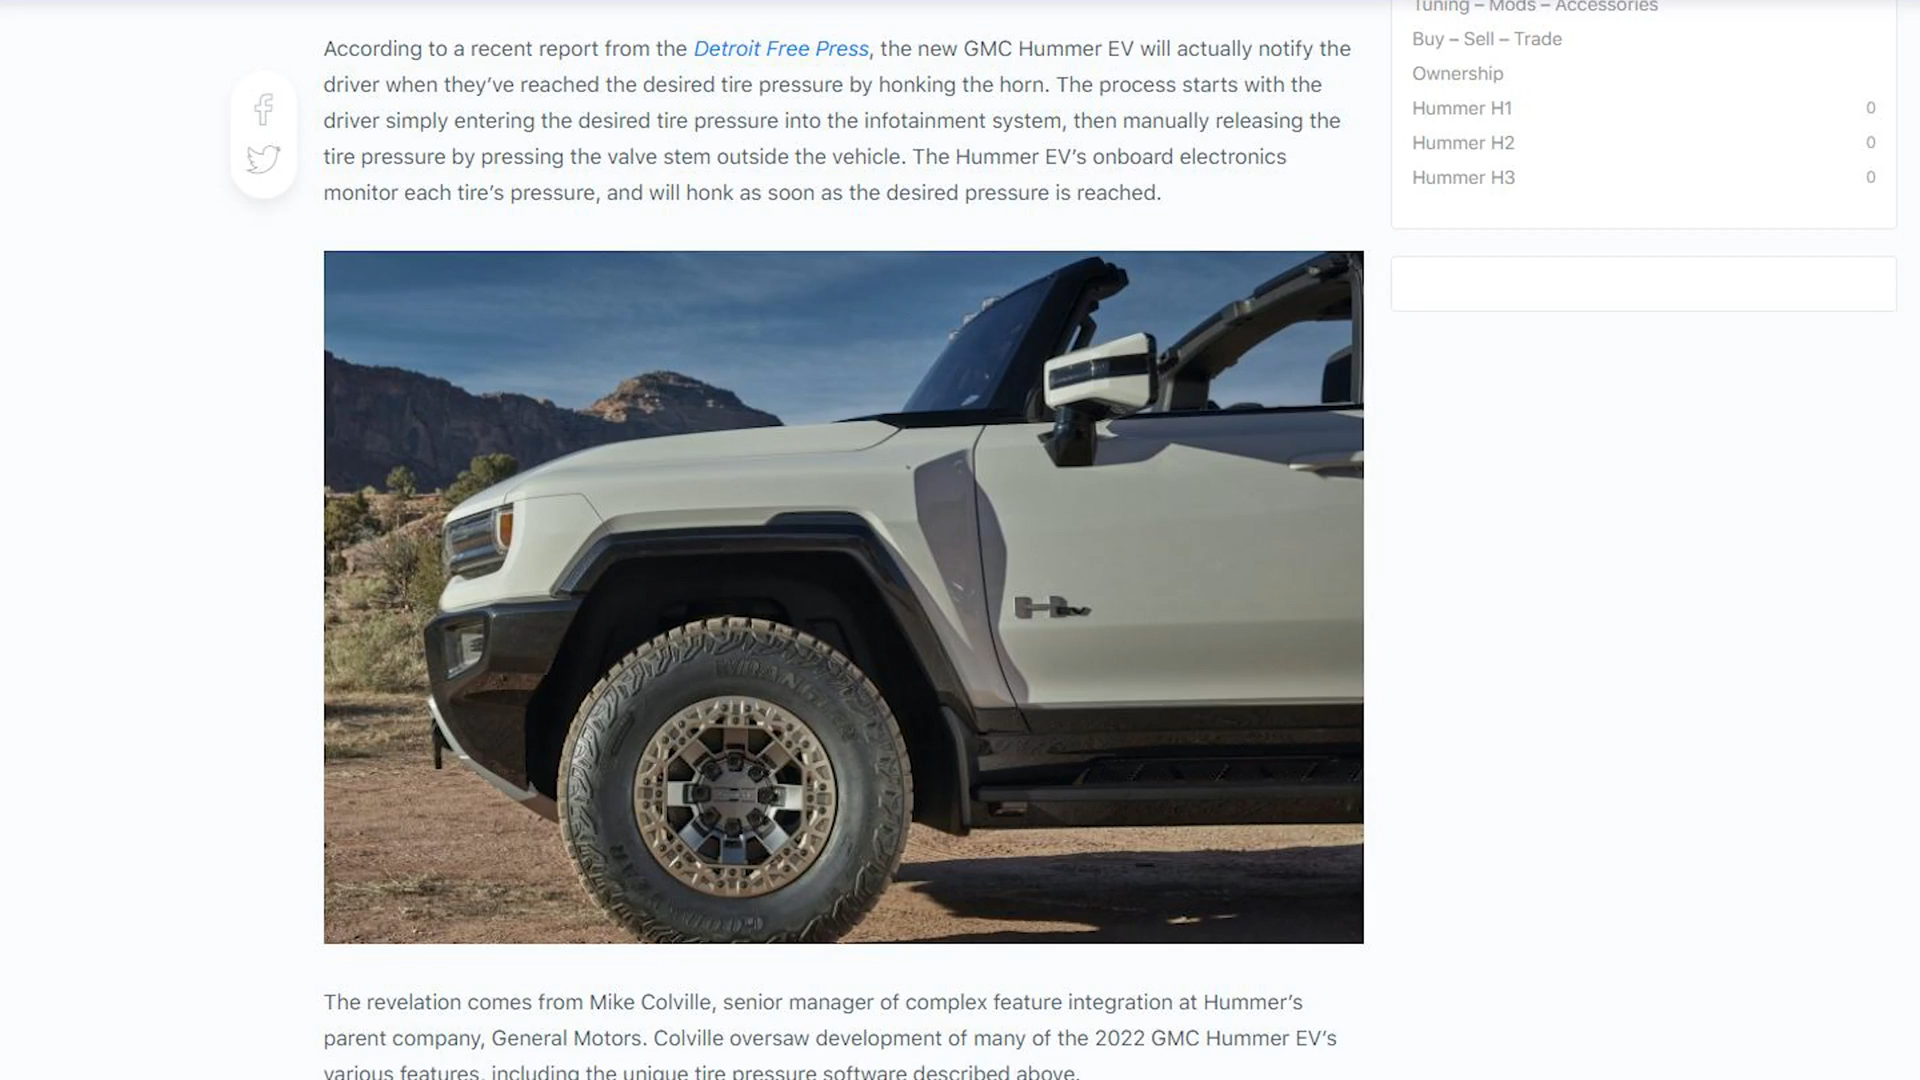 Tuning – Mods – Accessories
According to a recent report from the Detroit Free Press, the new GMC Hummer EV will actually notify the
driver when they’ve reached the desired tire pressure by honking the horn. The process starts with the
driver simply entering the desired tire pressure into the infotainment system, then manually releasing the
tire pressure by pressing the valve stem outside the vehicle. The Hummer EV’s onboard electronics
monitor each tire’s pressure, and will honk as soon as the desired pressure is reached.
Buy – Sell – Trade
Ownership
Hummer H1 0
Hummer H2 0
Hummer H3 0
WRANGLER
The revelation comes from Mike Colville, senior manager of complex feature integration at Hummer’s
parent company, General Motors. Colville oversaw development of many of the 2022 GMC Hummer EV’s
various features, including the unique tire pressure software described above.